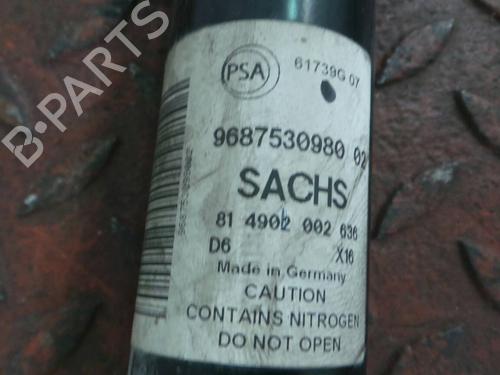 B-PARTS
PSA
61739G 07
9687530980 02
SACHS
81 4902 002 636
D6 X16
Made in Germany
CAUTION
CONTAINS NITROGEN
DO NOT OPEN